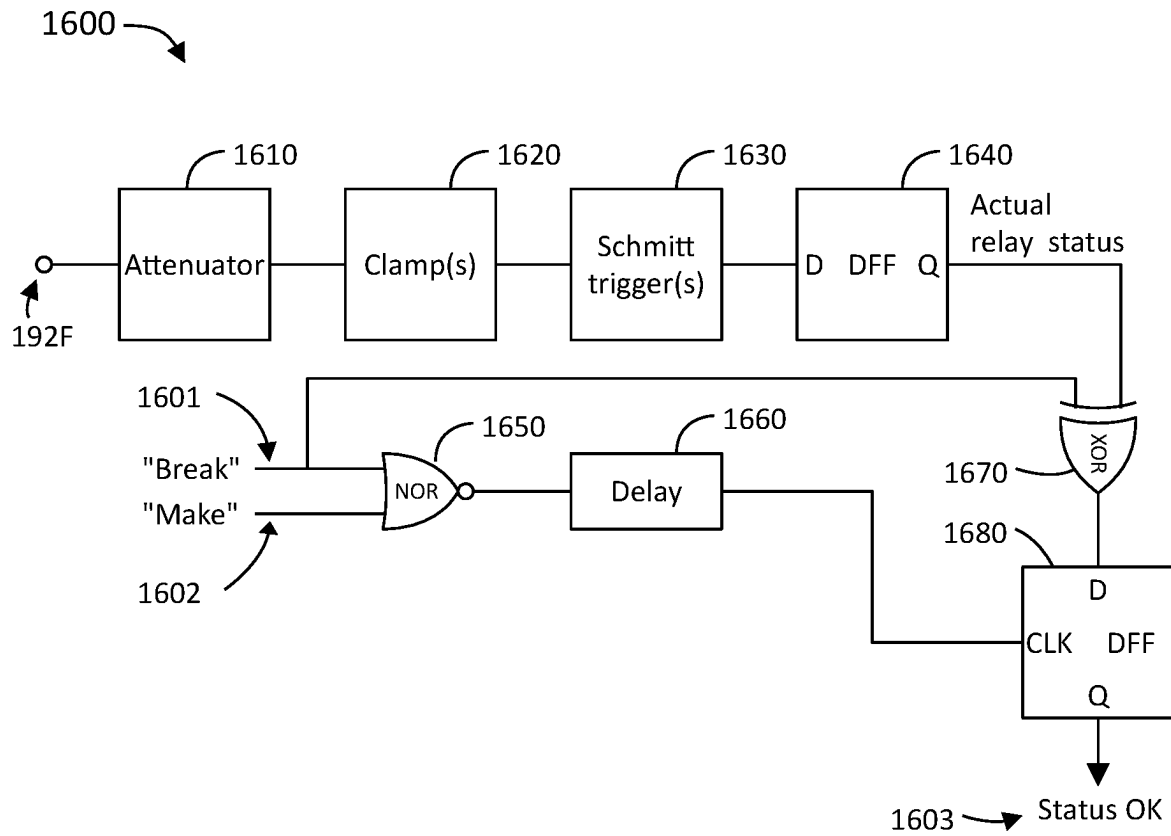 1600
1610
1620
1630
1640
Actual
relay status
Attenuator
Clamp(s)
Schmitt
trigger(s)
D DFF Q
192F
1601
1650
1660
"Break"
"Make"
NOR
Delay
XOR
1670
1602
1680
D
CLK DFF
Q
1603
Status OK